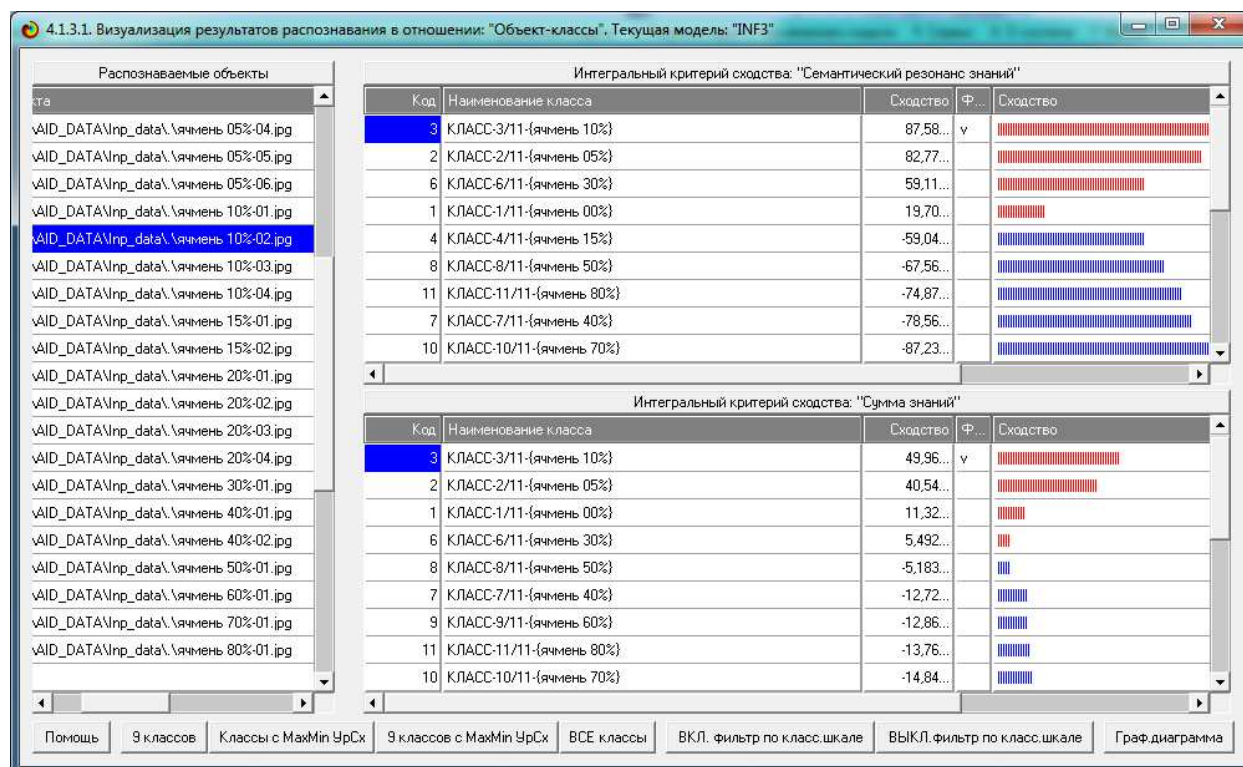 4.1.3.1. Визуализация результатов распознавания в отношении: "Объект-классы". Текущая модель: "INF3"
Распознаваемые объекты
кта
\AID_DATA\Inp_data\.\ячмень 05%-04.jpg
\AID_DATA\Inp_data\.\ячмень 05%-05.jpg
\AID_DATA\Inp_data\.\ячмень 05%-06.jpg
\AID_DATA\Inp_data\.\ячмень 10%-01.jpg
\AID_DATA\Inp_data\.\ячмень 10%-02.jpg
\AID_DATA\Inp_data\.\ячмень 10%-03.jpg
\AID_DATA\Inp_data\.\ячмень 10%-04.jpg
\AID_DATA\Inp_data\.\ячмень 15%-01.jpg
\AID_DATA\Inp_data\.\ячмень 15%-02.jpg
\AID_DATA\Inp_data\.\ячмень 20%-01.jpg
\AID_DATA\Inp_data\.\ячмень 20%-02.jpg
\AID_DATA\Inp_data\.\ячмень 20%-03.jpg
\AID_DATA\Inp_data\.\ячмень 20%-04.jpg
\AID_DATA\Inp_data\.\ячмень 30%-01.jpg
\AID_DATA\Inp_data\.\ячмень 40%-01.jpg
\AID_DATA\Inp_data\.\ячмень 40%-02.jpg
\AID_DATA\Inp_data\.\ячмень 50%-01.jpg
\AID_DATA\Inp_data\.\ячмень 60%-01.jpg
\AID_DATA\Inp_data\.\ячмень 70%-01.jpg
\AID_DATA\Inp_data\.\ячмень 80%-01.jpg
Интегральный критерий сходства: "Семантический резонанс знаний"
Код Наименование класса Сходство Ф... Сходство
3 КЛАСС-3/11-{ячмень 10%} 87,58... v
2 КЛАСС-2/11-{ячмень 05%} 82,77...
6 КЛАСС-6/11-{ячмень 30%} 59,11...
1 КЛАСС-1/11-{ячмень 00%} 19,70...
4 КЛАСС-4/11-{ячмень 15%} -59,04...
8 КЛАСС-8/11-{ячмень 50%} -67,56...
11 КЛАСС-11/11-{ячмень 80%} -74,87...
7 КЛАСС-7/11-{ячмень 40%} -78,56...
10 КЛАСС-10/11-{ячмень 70%} -87,23...
Интегральный критерий сходства: "Сумма знаний"
Код Наименование класса Сходство Ф... Сходство
3 КЛАСС-3/11-{ячмень 10%} 49,96... v
2 КЛАСС-2/11-{ячмень 05%} 40,54...
1 КЛАСС-1/11-{ячмень 00%} 11,32...
6 КЛАСС-6/11-{ячмень 30%} 5,492...
8 КЛАСС-8/11-{ячмень 50%} -5,183...
7 КЛАСС-7/11-{ячмень 40%} -12,72...
9 КЛАСС-9/11-{ячмень 60%} -12,86...
11 КЛАСС-11/11-{ячмень 80%} -13,76...
10 КЛАСС-10/11-{ячмень 70%} -14,84...
Помощь 9 классов Классы с MaxMin УрСх 9 классов с MaxMin УрСх ВСЕ классы ВКЛ. фильтр по класс.шкале ВЫКЛ.фильтр по класс.шкале Граф.диаграмма